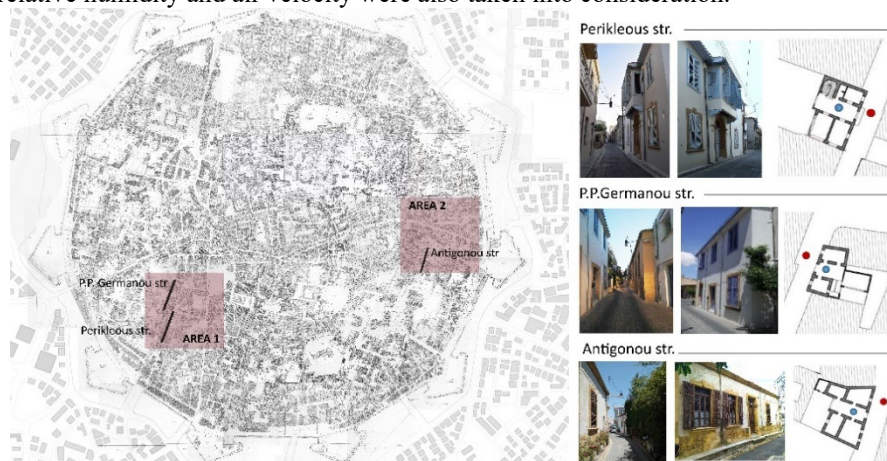 relative humidity and air velocity were also taken into consideration.
Perikleous str.
P.P.Germanou str.
Antigonou str.
AREA 2
Antigonou str
P.P. Germanou str.
Perikleous str.
AREA 1